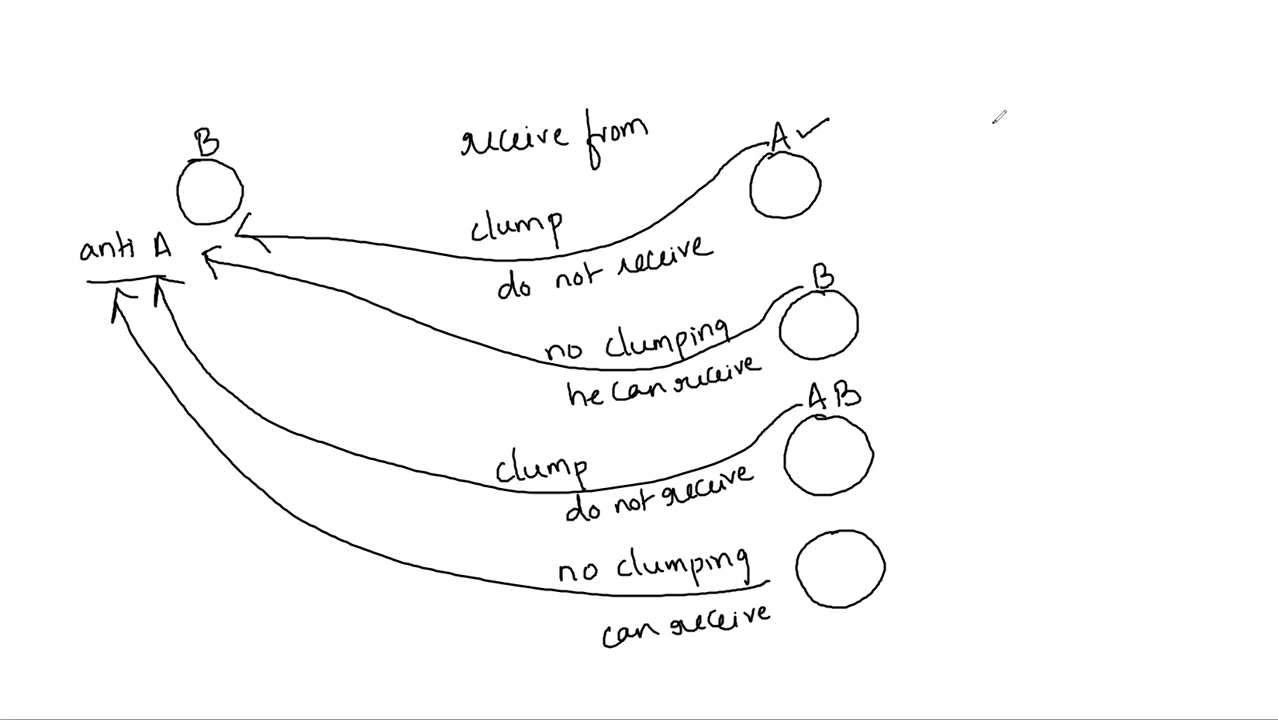 B
receive from
A ✓
anti A
clump
do not receive
B
no clumping
he can receive
AB
clump
do not receive
no clumping
can receive